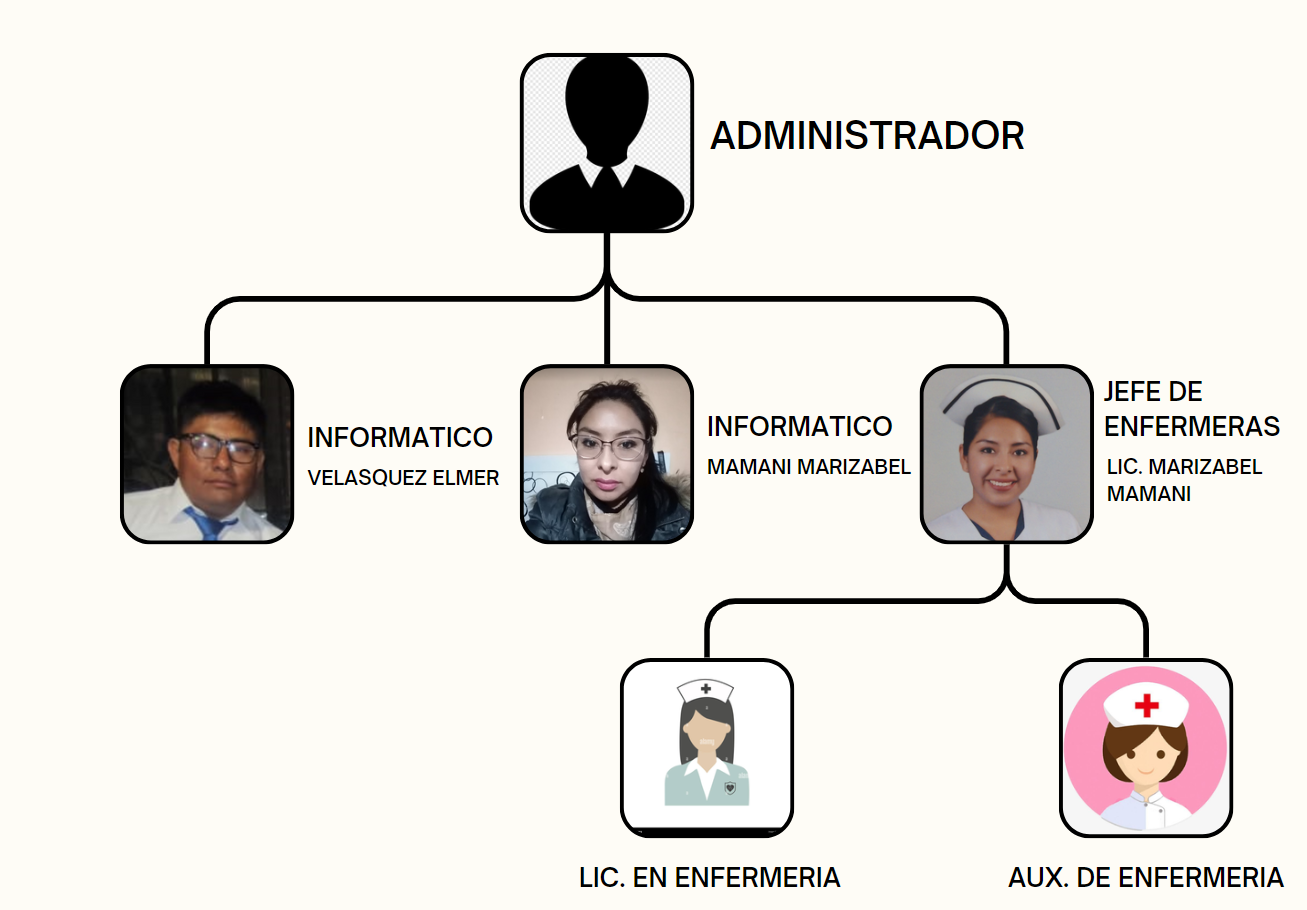 ADMINISTRADOR
INFORMATICO
VELASQUEZ ELMER
INFORMATICO
MAMANI MARIZABEL
JEFE DE
ENFERMERAS
LIC. MARIZABEL
MAMANI
LIC. EN ENFERMERIA
AUX. DE ENFERMERIA